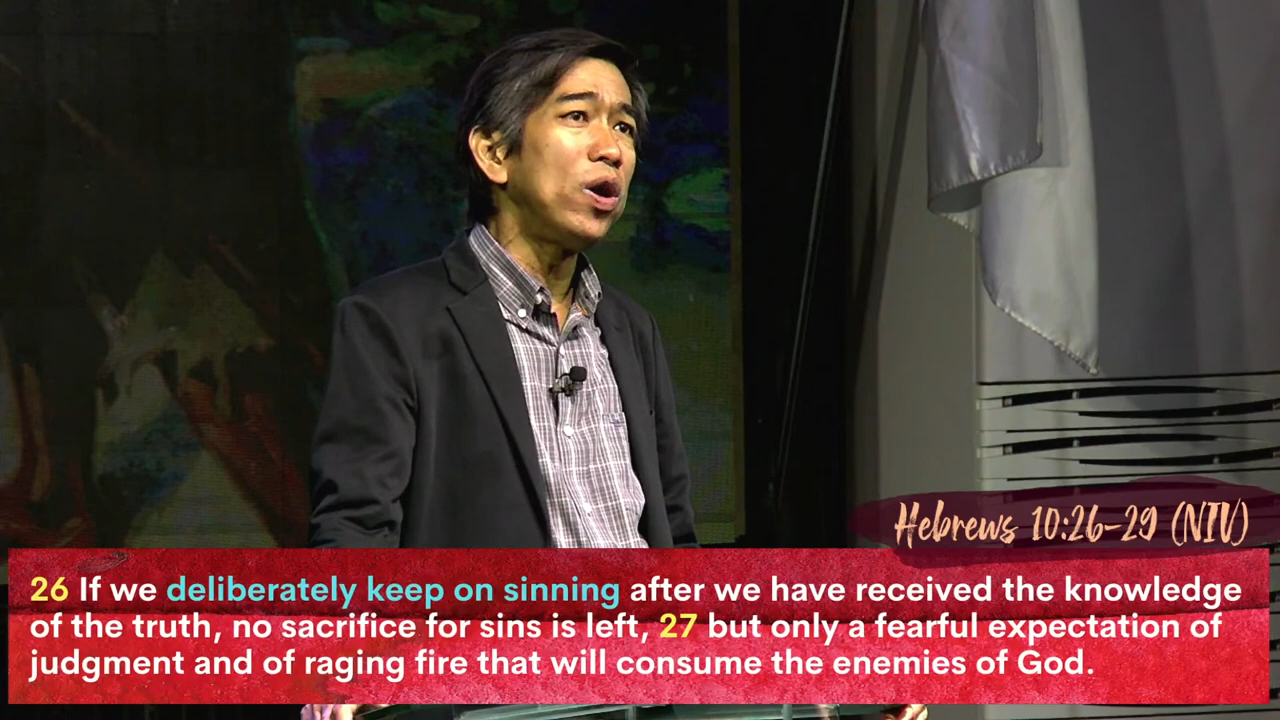 Hebrews 10:26-29 (NIV)
26 If we deliberately keep on sinning after we have received the knowledge
of the truth, no sacrifice for sins is left, 27 but only a fearful expectation of
judgment and of raging fire that will consume the enemies of God.